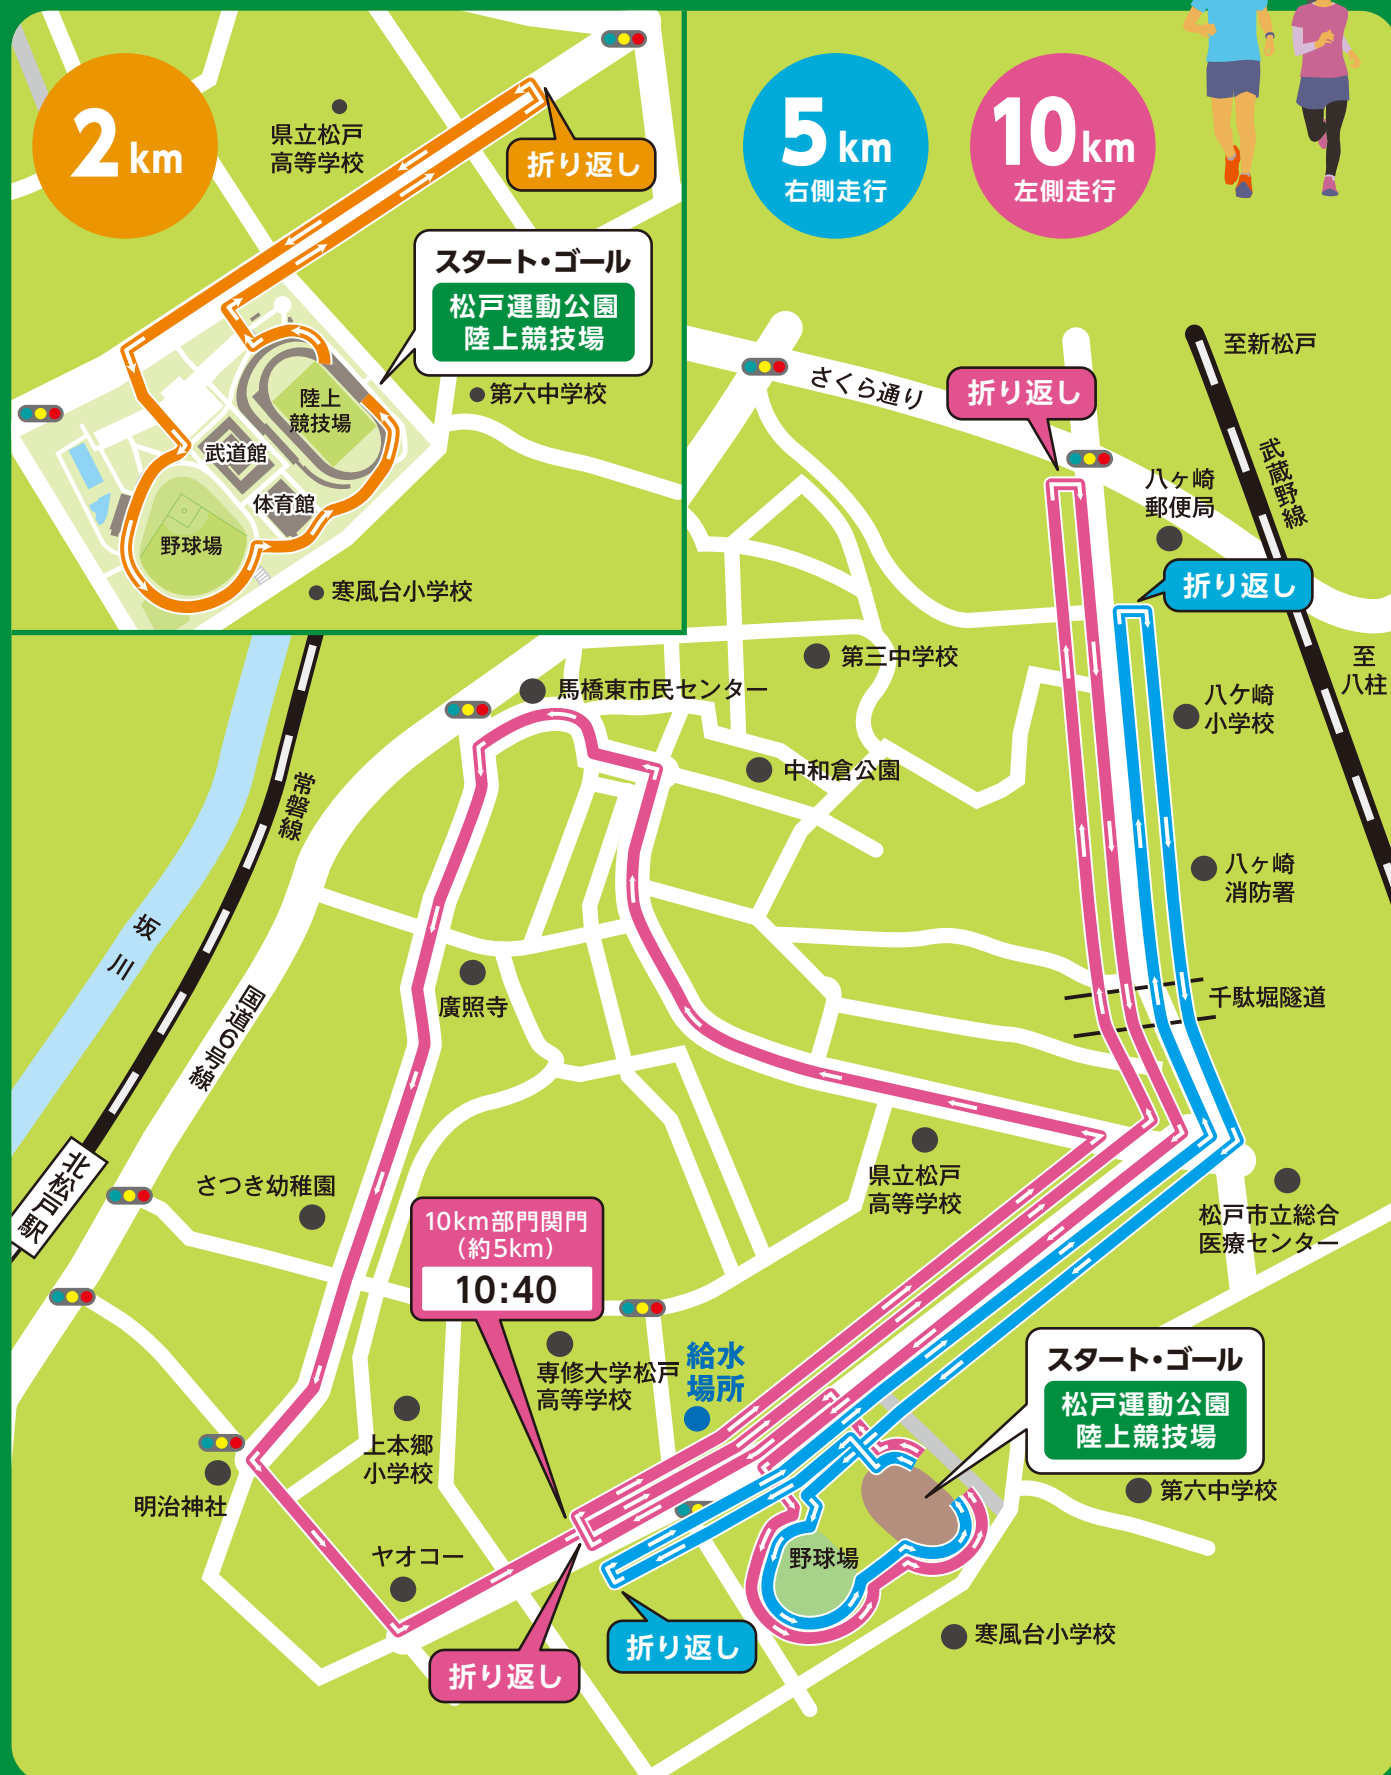 2km
県立松戸
高等学校
折り返し
スタート・ゴール
松戸運動公園
陸上競技場
第六中学校
陸上
競技場
武道館
体育館
野球場
寒風台小学校
5km
右側走行
10km
左側走行
至新松戸
さくら通り
折り返し
武蔵野線
八ヶ崎
郵便局
折り返し
至
八柱
第三中学校
馬橋東市民センター
八ケ崎
小学校
中和倉公園
常磐線
八ヶ崎
消防署
坂川
廣照寺
千駄堀隧道
国道6号線
北松戸駅
さつき幼稚園
県立松戸
高等学校
松戸市立総合
医療センター
10km部門関門
(約5km)
10:40
専修大学松戸
高等学校
給水
場所
スタート・ゴール
松戸運動公園
陸上競技場
上本郷
小学校
明治神社
第六中学校
ヤオコー
野球場
寒風台小学校
折り返し
折り返し